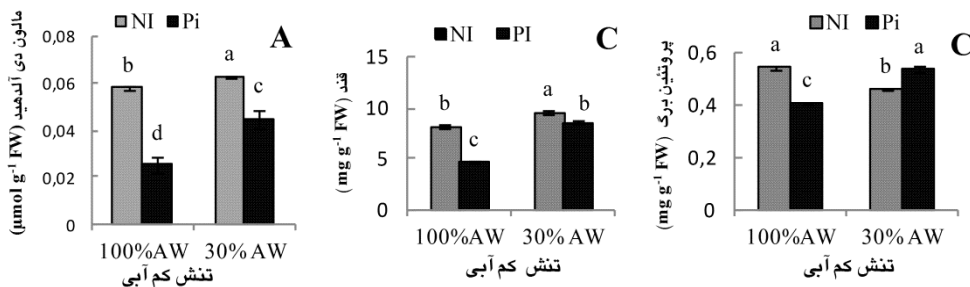 NI Pi
A
مالون دی آلدهید
(µmol g-1 FW)
0,08
0,06
0,04
0,02
0
b
d
a
c
100%AW 30% AW
تنش کم آبی
NI PI
C
قند
(mg g-1 FW)
15
10
5
0
b
c
a
b
100%AW 30%AW
تنش کم آبی
NI Pi
C
پروتئین برگ
(mg g-1 FW)
0,6
0,4
0,2
0
a
c
b
a
100%AW 30% AW
تنش کم آبی